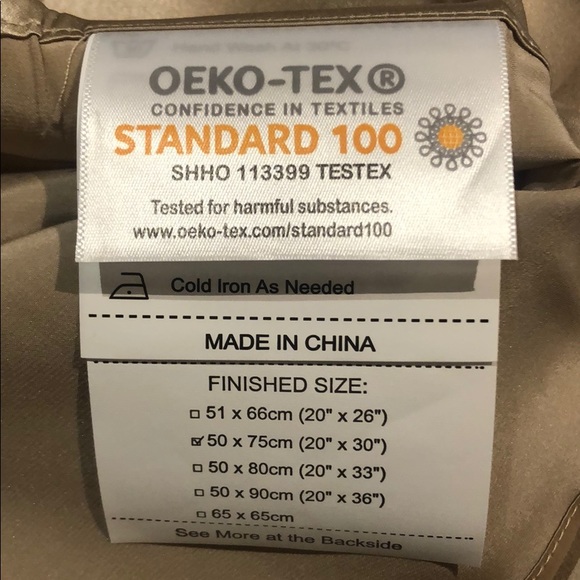 OEKO-TEX®
CONFIDENCE IN TEXTILES
STANDARD 100
SHHO 113399 TESTEX
Tested for harmful substances.
www.oeko-tex.com/standard100
Cold Iron As Needed
MADE IN CHINA
FINISHED SIZE:
51 x 66cm (20" x 26")
50 x 75cm (20" x 30")
50 x 80cm (20" x 33")
50 x 90cm (20" x 36")
65 x 65cm
See More at the Backside